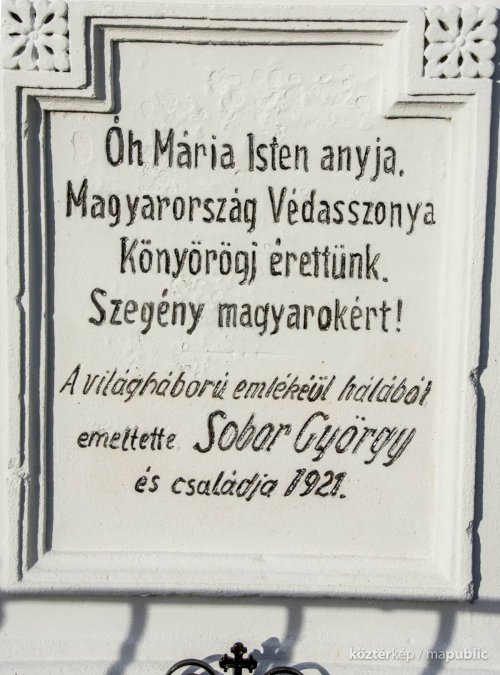 Óh Mária Isten anyja,
Magyarország Védasszonya
Könyörögj érettünk.
Szegény magyarokért!
A világháború emlékéül hálából
emeltette Sobor György
és családja 1921.
köztérkép / mapublic